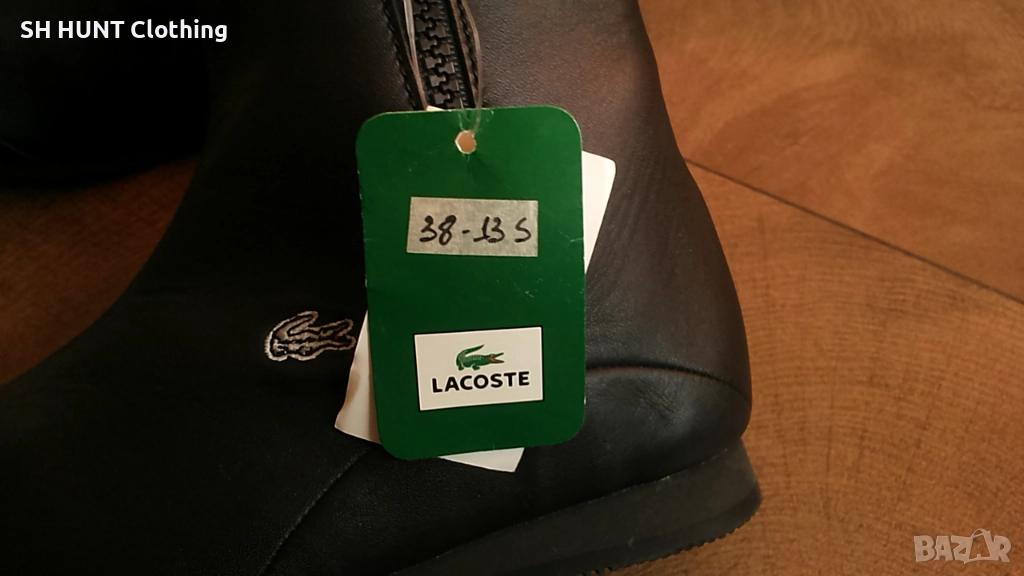 SH HUNT Clothing
38-13 S
LACOSTE
BAZAR